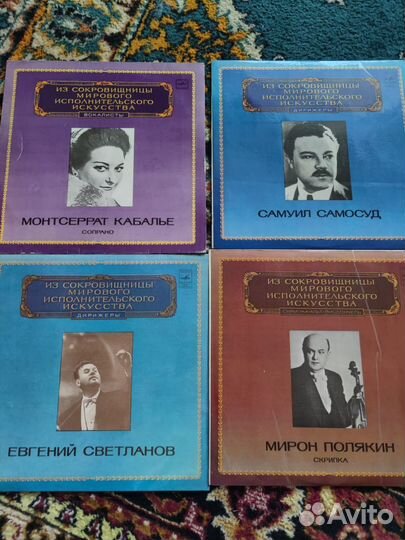 ИЗ СОКРОВИЩНИЦЫ
МИРОВОГО
ИСПОЛНИТЕЛЬСКОГО
ИСКУССТВА
ВОКАЛИСТЫ
МОНТСЕРРАТ КАБАЛЬЕ
СОПРАНО
ИЗ СОКРОВИЩНИЦЫ
МИРОВОГО
ИСПОЛНИТЕЛЬСКОГО
ИСКУССТВА
ДИРИЖЕРЫ
САМУИЛ САМОСУД
ИЗ СОКРОВИЩНИЦЫ
МИРОВОГО
ИСПОЛНИТЕЛЬСКОГО
ИСКУССТВА
ДИРИЖЕРЫ
ЕВГЕНИЙ СВЕТЛАНОВ
ИЗ СОКРОВИЩНИЦЫ
МИРОВОГО
ИСПОЛНИТЕЛЬСКОГО
ИСКУССТВА
МИРОН ПОЛЯКИН
СКРИПКА
Avito